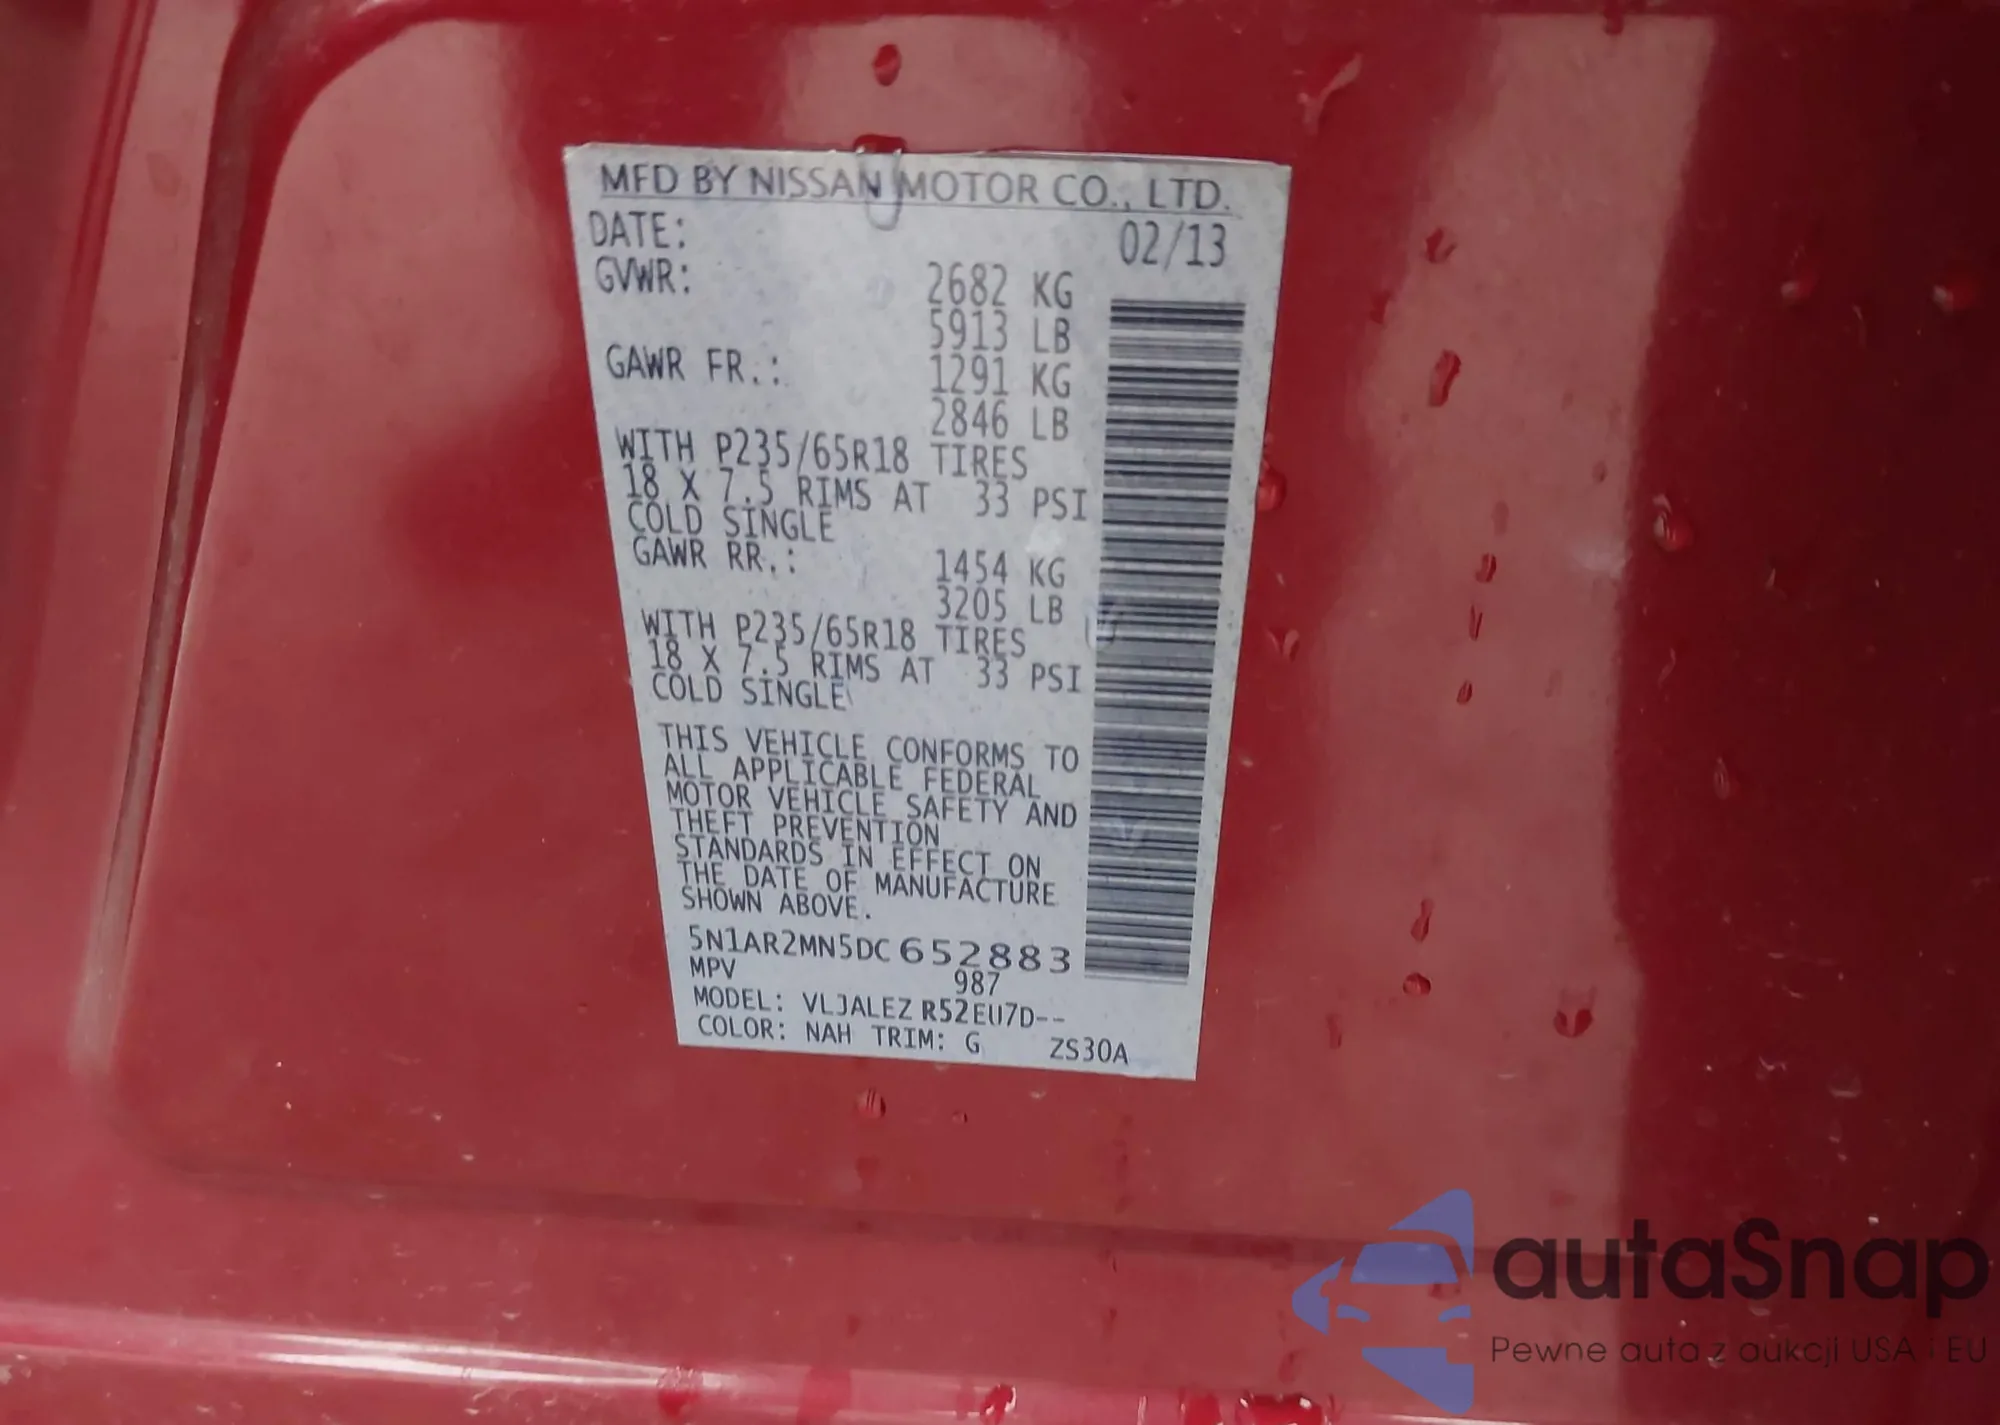 MFD BY NISSAN MOTOR CO., LTD.
DATE: 02/13
GVWR: 2682 KG
5913 LB
GAWR FR.: 1291 KG
2846 LB
WITH P235/65R18 TIRES
18 X 7.5 RIMS AT 33 PSI
COLD SINGLE
GAWR RR.: 1454 KG
3205 LB
WITH P235/65R18 TIRES
18 X 7.5 RIMS AT 33 PSI
COLD SINGLE
THIS VEHICLE CONFORMS TO
ALL APPLICABLE FEDERAL
MOTOR VEHICLE SAFETY AND
THEFT PREVENTION
STANDARDS IN EFFECT ON
THE DATE OF MANUFACTURE
SHOWN ABOVE.
5N1AR2MN5DC652883
MPV 987
MODEL: VLJALEZ R52EU7D--
COLOR: NAH TRIM: G ZS30A
autaSnap
Pewne auta z aukcji USA i EU